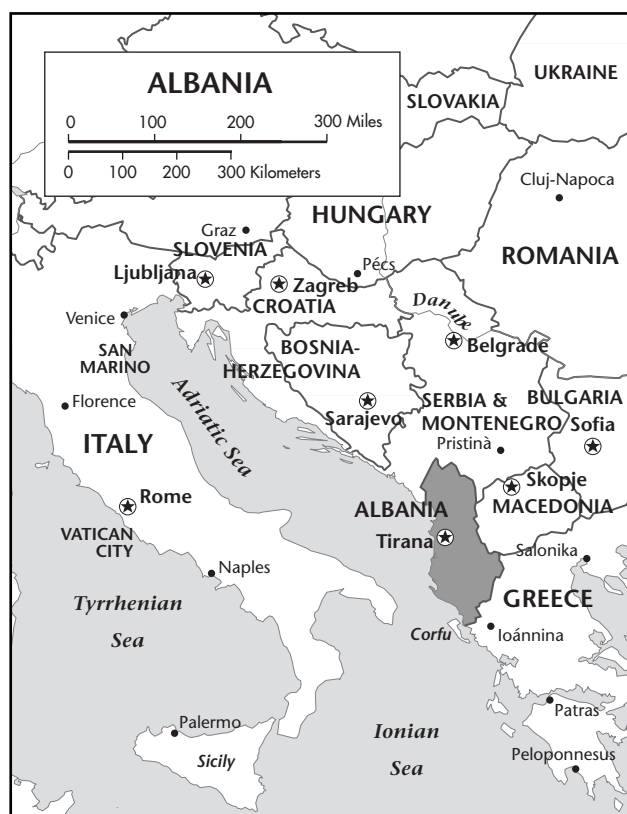 ALBANIA
0 100 200 300 Miles
0 100 200 300 Kilometers
UKRAINE
SLOVAKIA
Cluj-Napoca
HUNGARY
ROMANIA
Graz
SLOVENIA
Ljubljana
Pécs
Zagreb
CROATIA
Danube
Venice
Belgrade
SAN
MARINO
BOSNIA-
HERZEGOVINA
Adriatic Sea
Florence
Sarajevo
SERBIA &
MONTENEGRO
BULGARIA
Sofia
Pristinà
ITALY
Skopje
MACEDONIA
Rome
ALBANIA
Tirana
VATICAN
CITY
Salonika
Naples
Tyrrhenian
Sea
GREECE
Corfu
Ioánnina
Patras
Palermo
Sicily
Ionian
Sea
Peloponnesus